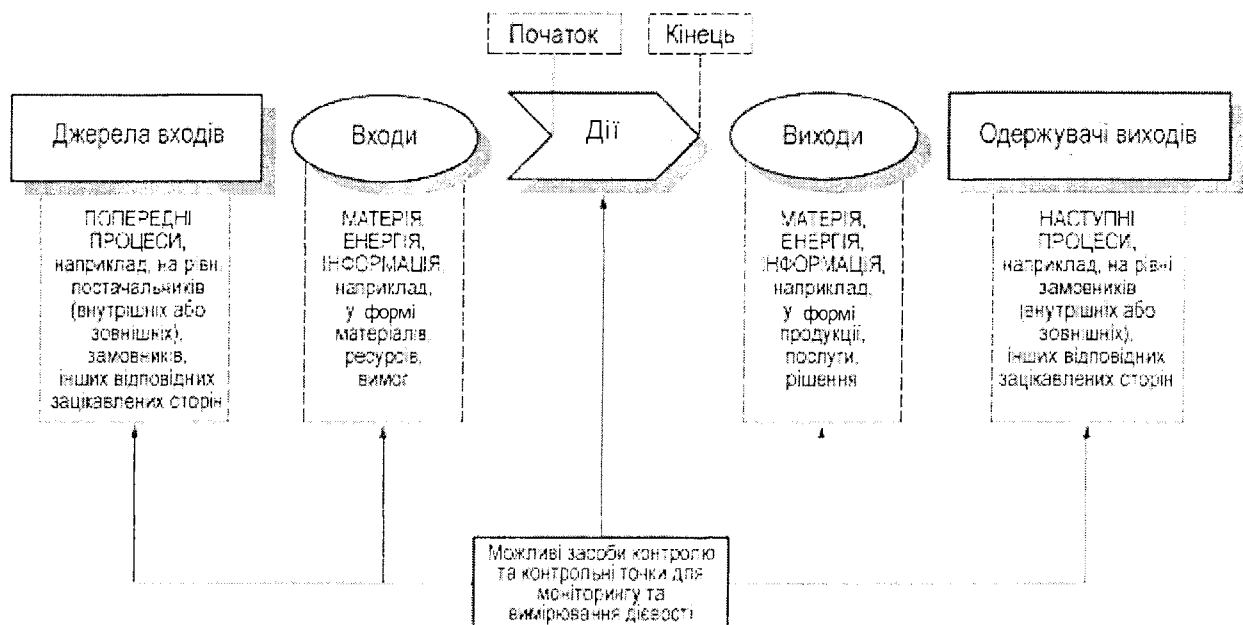 Початок
Кінець
Джерела входів
Входи
Дії
Виходи
Одержувачі виходів
ПОПЕРЕДНІ
ПРОЦЕСИ,
наприклад, на рівні
постачальників
(внутрішніх або
зовнішніх),
замовників,
інших відповідних
зацікавлених сторін
МАТЕРІЯ,
ЕНЕРГІЯ,
ІНФОРМАЦІЯ,
наприклад,
у формі
матеріалів,
ресурсів,
вимог
МАТЕРІЯ,
ЕНЕРГІЯ,
ІНФОРМАЦІЯ,
наприклад,
у формі
продукції,
послуги,
рішення
НАСТУПНІ
ПРОЦЕСИ,
наприклад, на рівні
замовників
(внутрішніх або
зовнішніх),
інших відповідних
зацікавлених сторін
Можливі засоби контролю
та контрольні точки для
моніторингу та
вимірювання дієвості